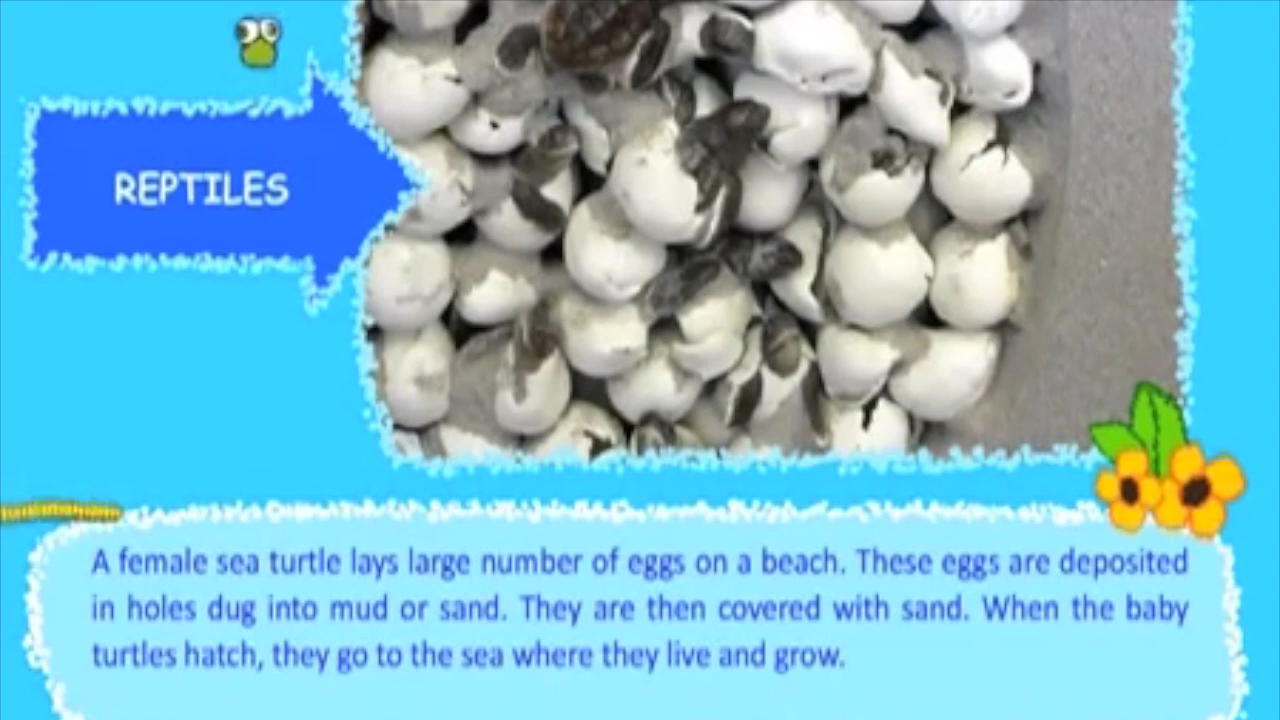 REPTILES
A female sea turtle lays large number of eggs on a beach. These eggs are deposited
in holes dug into mud or sand. They are then covered with sand. When the baby
turtles hatch, they go to the sea where they live and grow.